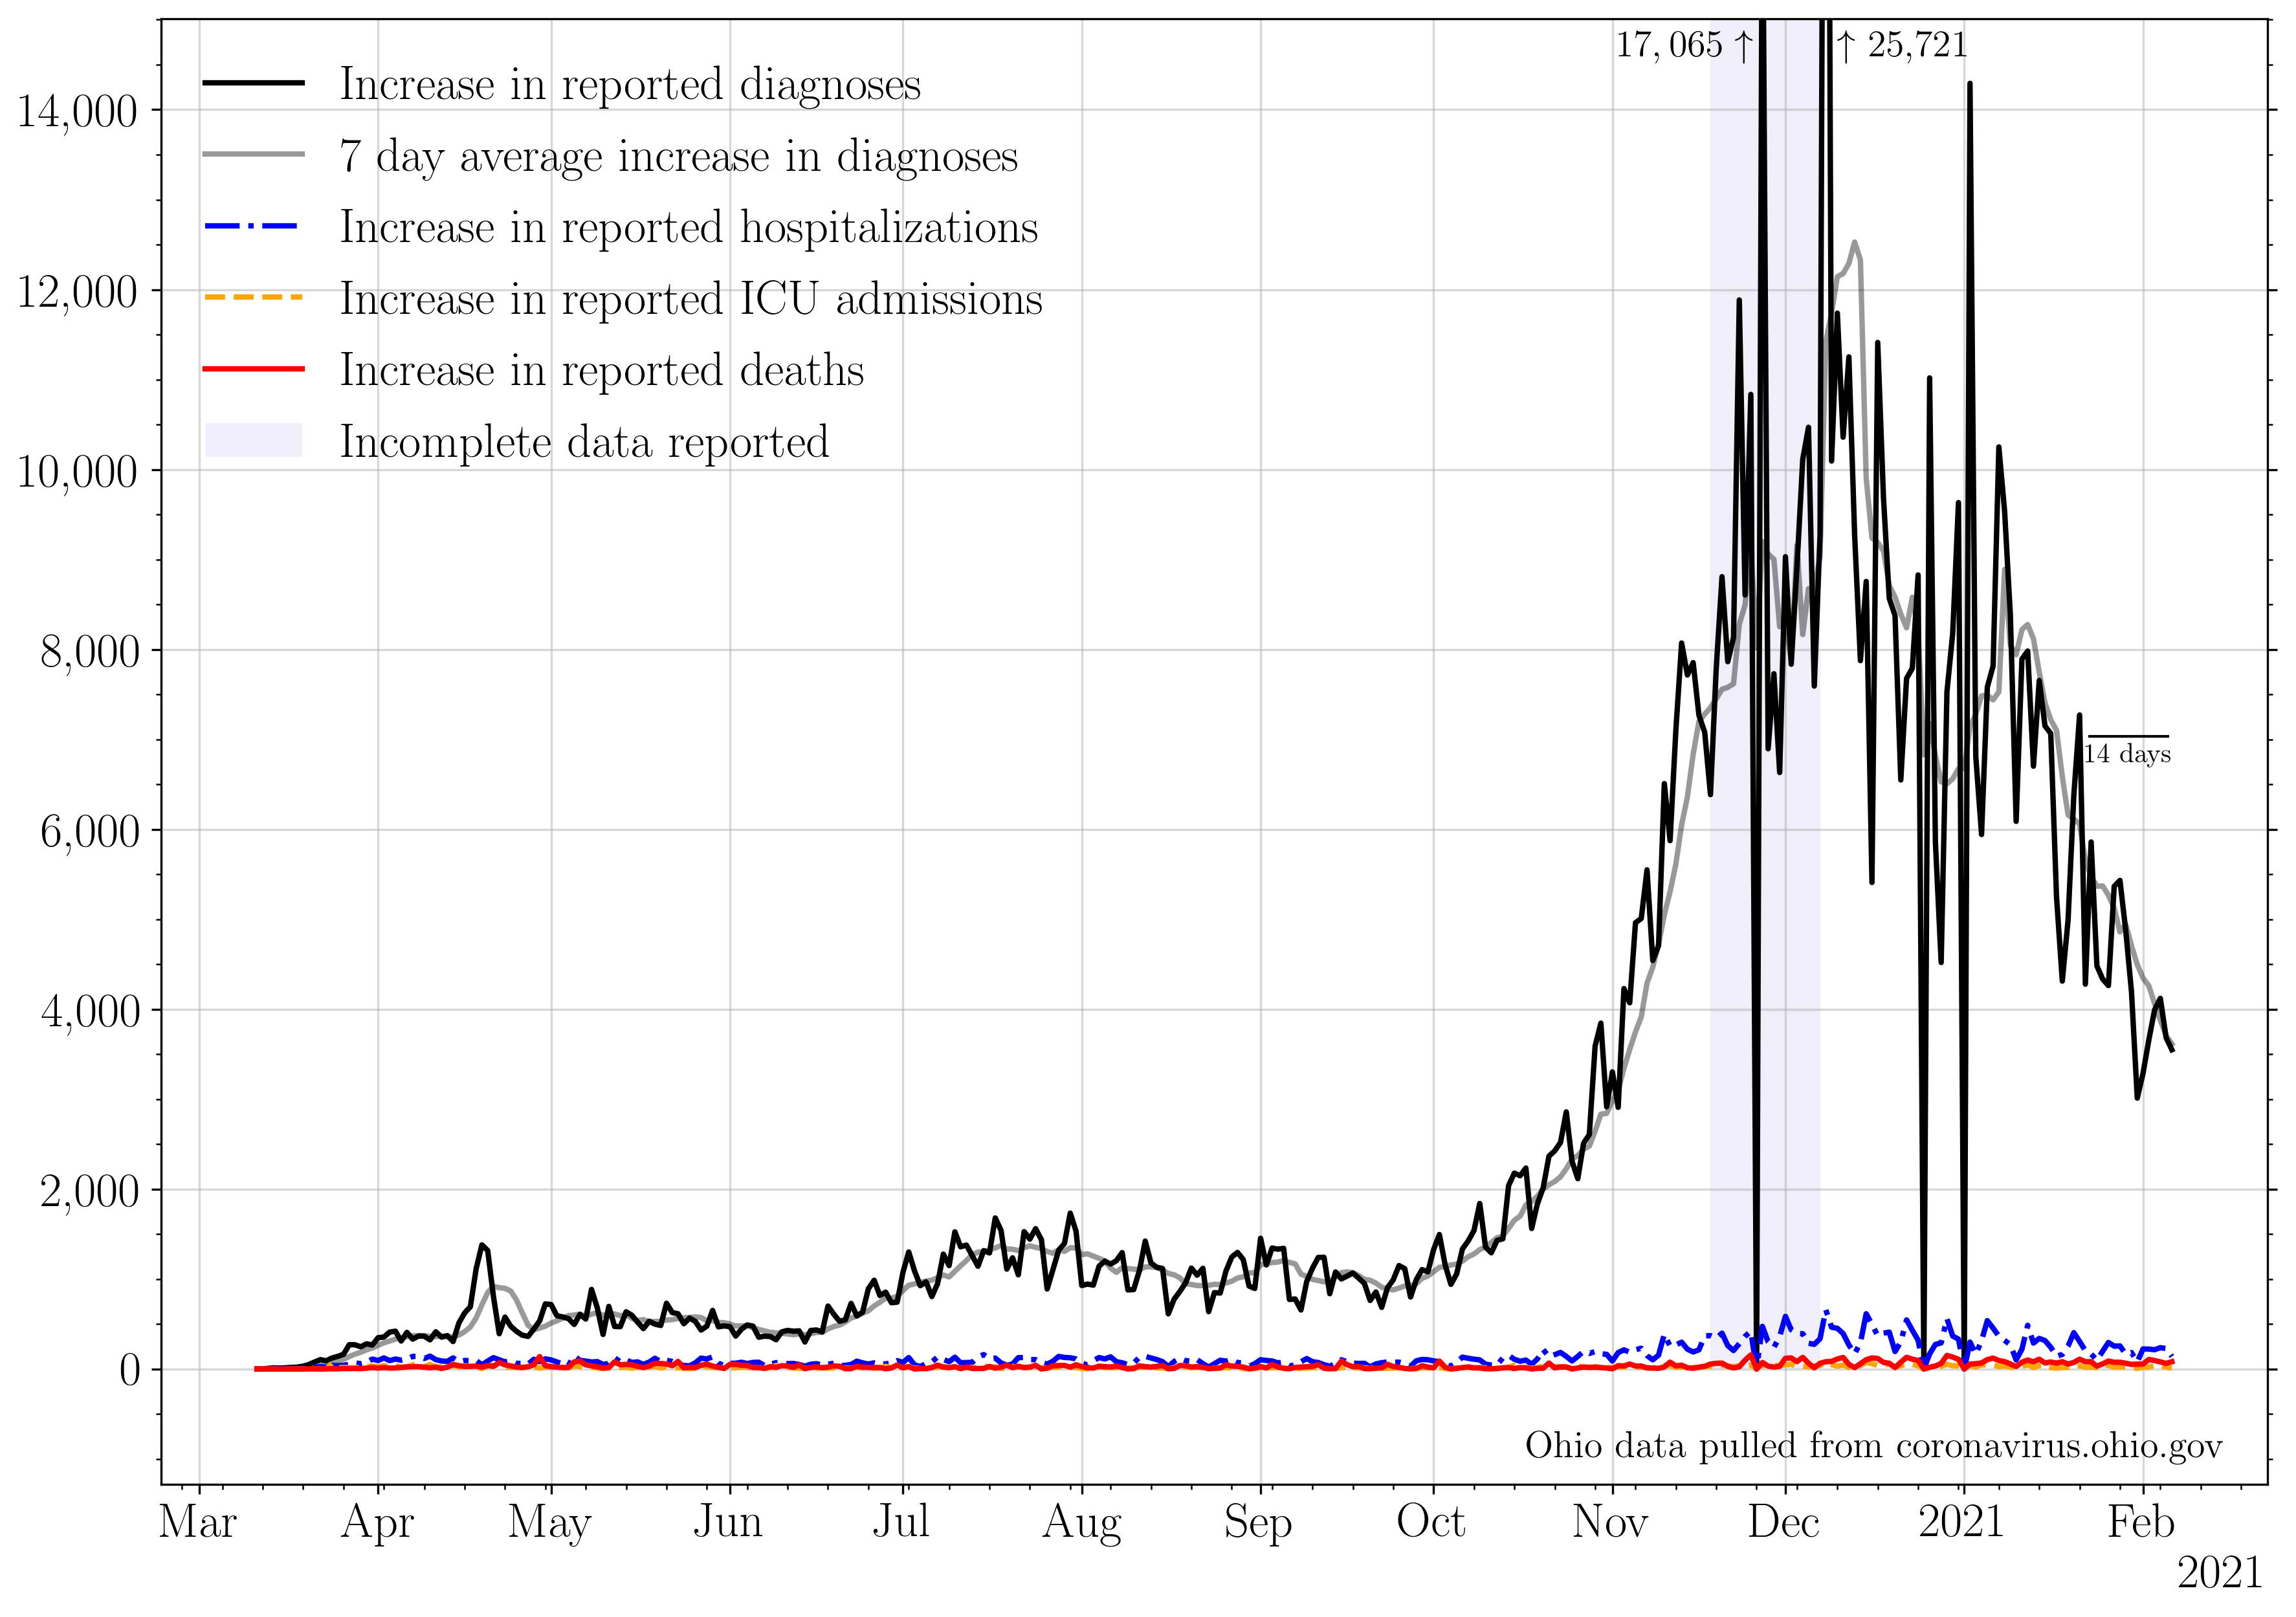 17,065 ↑ ↑ 25,721
Increase in reported diagnoses
7 day average increase in diagnoses
Increase in reported hospitalizations
Increase in reported ICU admissions
Increase in reported deaths
Incomplete data reported
14,000
12,000
10,000
8,000
6,000
4,000
2,000
0
14 days
Ohio data pulled from coronavirus.ohio.gov
Mar Apr May Jun Jul Aug Sep Oct Nov Dec 2021 Feb
2021